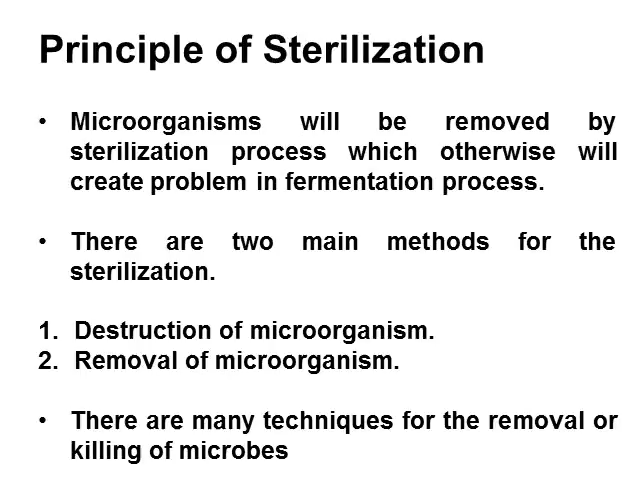 Principle of Sterilization
• Microorganisms will be removed by
sterilization process which otherwise will
create problem in fermentation process.
• There are two main methods for the
sterilization.
1. Destruction of microorganism.
2. Removal of microorganism.
• There are many techniques for the removal or
killing of microbes